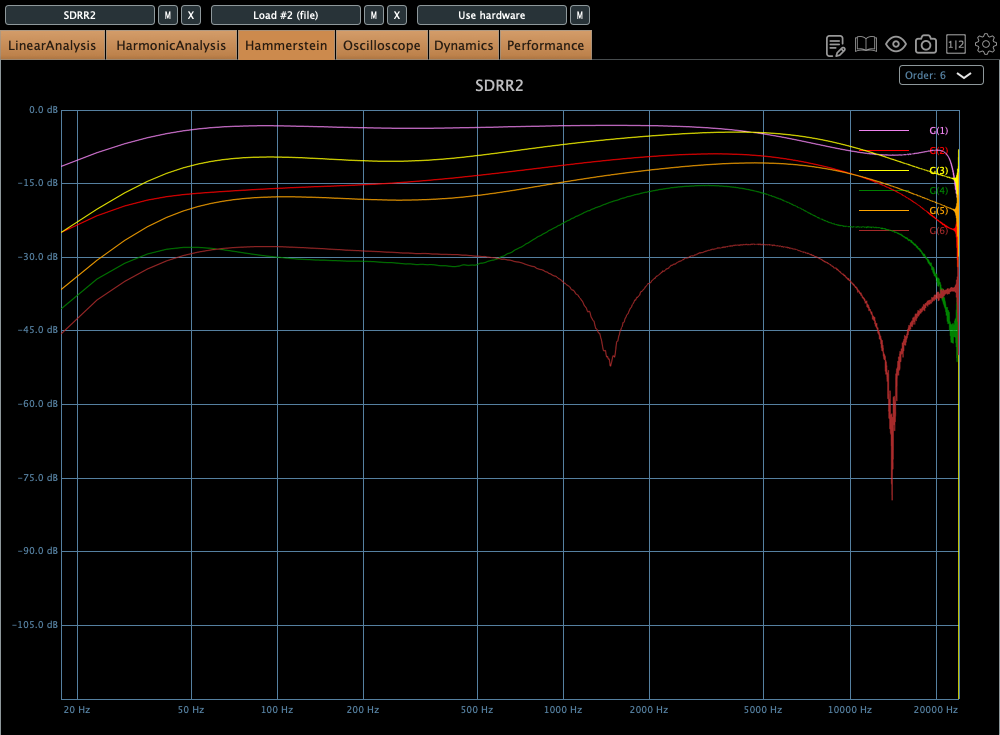 SDRR2 M X Load #2 (file) M X Use hardware M
LinearAnalysis HarmonicAnalysis Hammerstein Oscilloscope Dynamics Performance 1|2
Order: 6
SDRR2
0.0 dB
G(1)
G(2)
G(3)
-15.0 dB
G(4)
G(5)
G(6)
-30.0 dB
-45.0 dB
-60.0 dB
-75.0 dB
-90.0 dB
-105.0 dB
20 Hz 50 Hz 100 Hz 200 Hz 500 Hz 1000 Hz 2000 Hz 5000 Hz 10000 Hz 20000 Hz